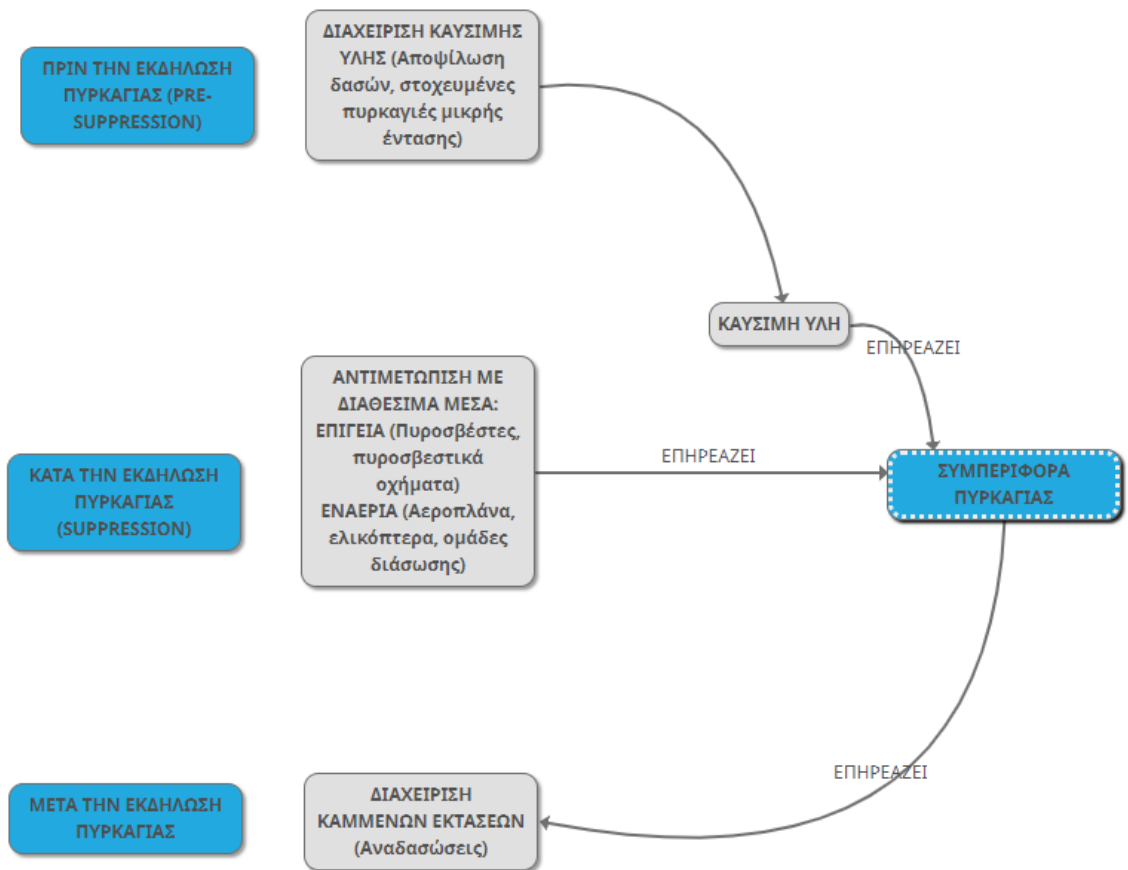 ΠΡΙΝ ΤΗΝ ΕΚΔΗΛΩΣΗ
ΠΥΡΚΑΓΙΑΣ (PRE-
SUPPRESSION)
ΔΙΑΧΕΙΡΙΣΗ ΚΑΥΣΙΜΗΣ
ΥΛΗΣ (Αποψίλωση
δασών, στοχευμένες
πυρκαγιές μικρής
έντασης)
ΚΑΥΣΙΜΗ ΥΛΗ
ΕΠΗΡΕΑΖΕΙ
ΚΑΤΑ ΤΗΝ ΕΚΔΗΛΩΣΗ
ΠΥΡΚΑΓΙΑΣ
(SUPPRESSION)
ΑΝΤΙΜΕΤΩΠΙΣΗ ΜΕ
ΔΙΑΘΕΣΙΜΑ ΜΕΣΑ:
ΕΠΙΓΕΙΑ (Πυροσβέστες,
πυροσβεστικά
οχήματα)
ΕΝΑΕΡΙΑ (Αεροπλάνα,
ελικόπτερα, ομάδες
διάσωσης)
ΕΠΗΡΕΑΖΕΙ
ΣΥΜΠΕΡΙΦΟΡΑ
ΠΥΡΚΑΓΙΑΣ
ΕΠΗΡΕΑΖΕΙ
ΜΕΤΑ ΤΗΝ ΕΚΔΗΛΩΣΗ
ΠΥΡΚΑΓΙΑΣ
ΔΙΑΧΕΙΡΙΣΗ
ΚΑΜΜΕΝΩΝ ΕΚΤΑΣΕΩΝ
(Αναδασώσεις)